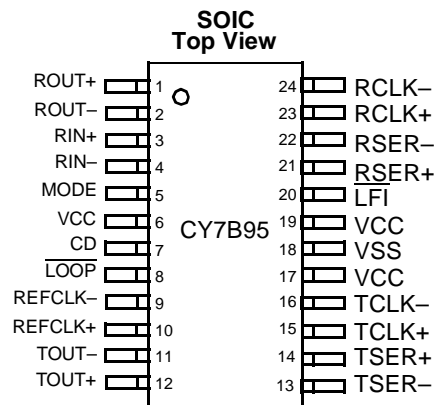 SOIC
Top View
ROUT+ 1 24 RCLK–
ROUT– 2 23 RCLK+
RIN+ 3 22 RSER–
RIN– 4 21 RSER+
MODE 5 20 LFI
VCC 6 19 VCC
CY7B95
CD 7 18 VSS
LOOP 8 17 VCC
REFCLK– 9 16 TCLK–
REFCLK+ 10 15 TCLK+
TOUT– 11 14 TSER+
TOUT+ 12 13 TSER–